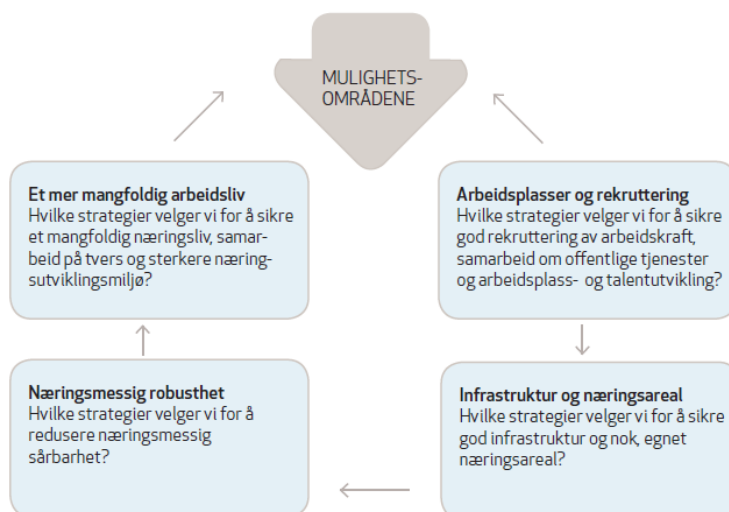 MULIGHETS-
OMRÅDENE
Et mer mangfoldig arbeidsliv
Hvilke strategier velger vi for å sikre
et mangfoldig næringsliv, samar-
beid på tvers og sterkere næring-
sutviklingsmiljø?
Arbeidsplasser og rekruttering
Hvilke strategier velger vi for å sikre
god rekruttering av arbeidskraft,
samarbeid om offentlige tjenester
og arbeidsplass- og talentutvikling?
Næringsmessig robusthet
Hvilke strategier velger vi for å
redusere næringsmessig
sårbarhet?
Infrastruktur og næringsareal
Hvilke strategier velger vi for å sikre
god infrastruktur og nok, egnet
næringsareal?